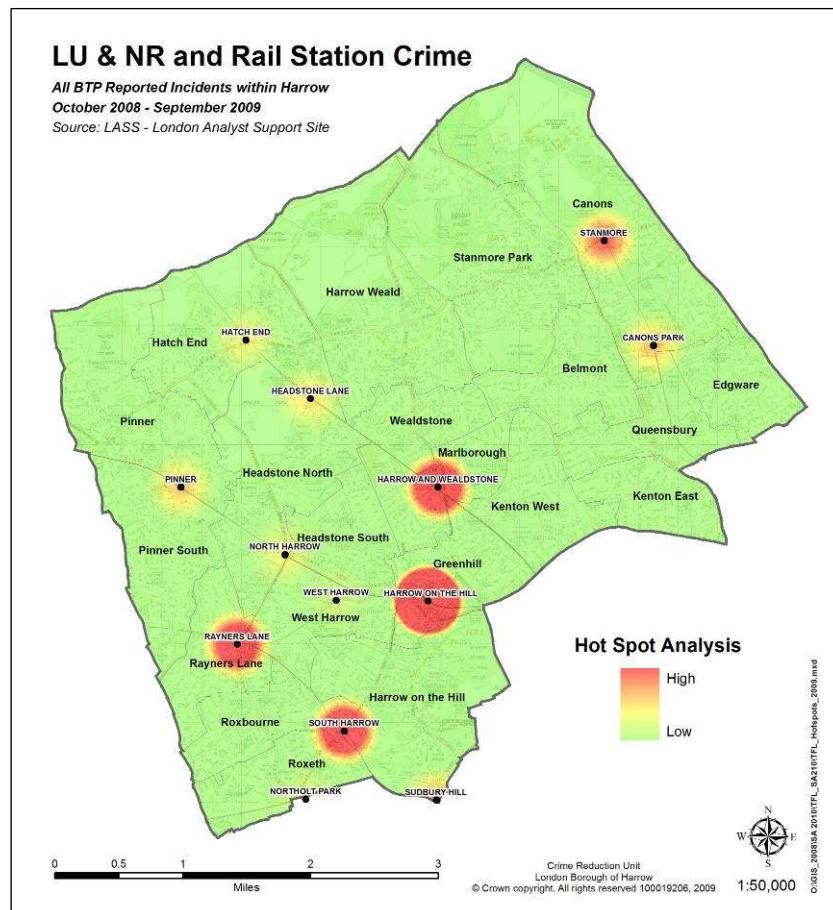 LU & NR and Rail Station Crime
All BTP Reported Incidents within Harrow
October 2008 - September 2009
Source: LASS - London Analyst Support Site
Canons
STANMORE
Stanmore Park
Harrow Weald
HATCH END
Hatch End
CANONS PARK
Belmont
Edgware
HEADSTONE LANE
Pinner
Wealdstone
Queensbury
Marlborough
Headstone North
PINNER
HARROW AND WEALDSTONE
Kenton East
Kenton West
Headstone South
NORTH HARROW
Pinner South
Greenhill
WEST HARROW
HARROW ON THE HILL
West Harrow
RAYNERS LANE
Rayners Lane
Hot Spot Analysis
High
Low
Harrow on the Hill
Roxbourne
SOUTH HARROW
Roxeth
NORTHOLT PARK
SUDBURY HILL
N
W E
S
0 0.5 1 2 3
Miles
Crime Reduction Unit
London Borough of Harrow
© Crown copyright. All rights reserved 100019206, 2009
1:50,000